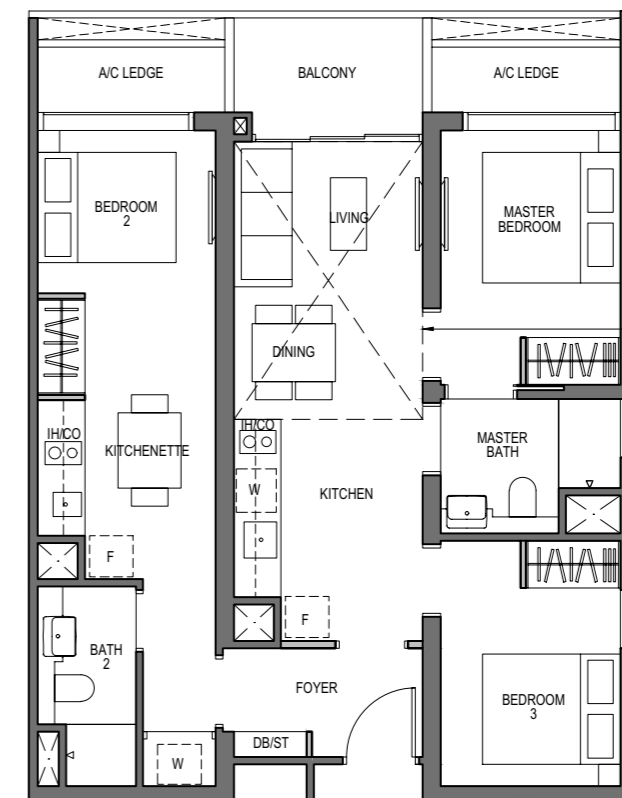 A/C LEDGE
BALCONY
A/C LEDGE
BEDROOM
2
LIVING
MASTER
BEDROOM
DINING
IH/CO
KITCHENETTE
IH/CO
W
KITCHEN
MASTER
BATH
F
F
BATH
2
FOYER
BEDROOM
3
DB/ST
W